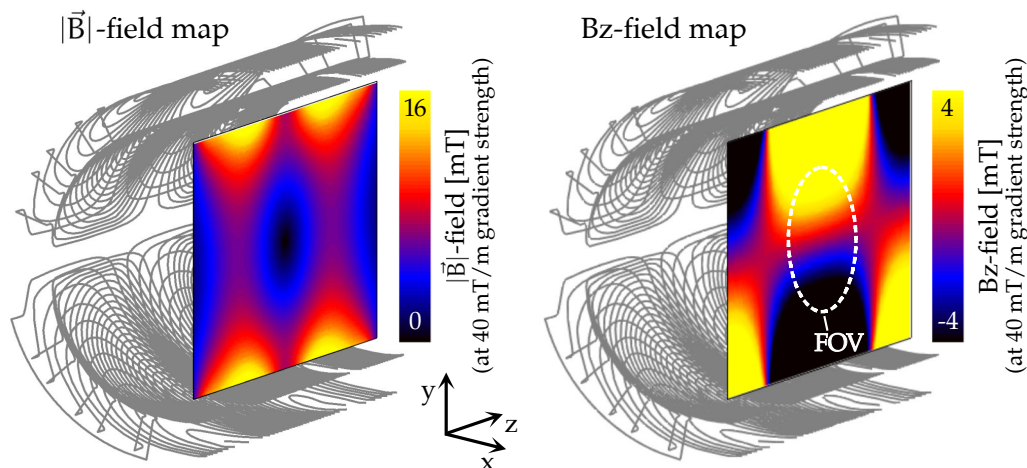 |B⃗|-field map
16
0
|B⃗|-field [mT]
(at 40 mT/m gradient strength)
y
z
x
Bz-field map
FOV
4
-4
Bz-field [mT]
(at 40 mT/m gradient strength)